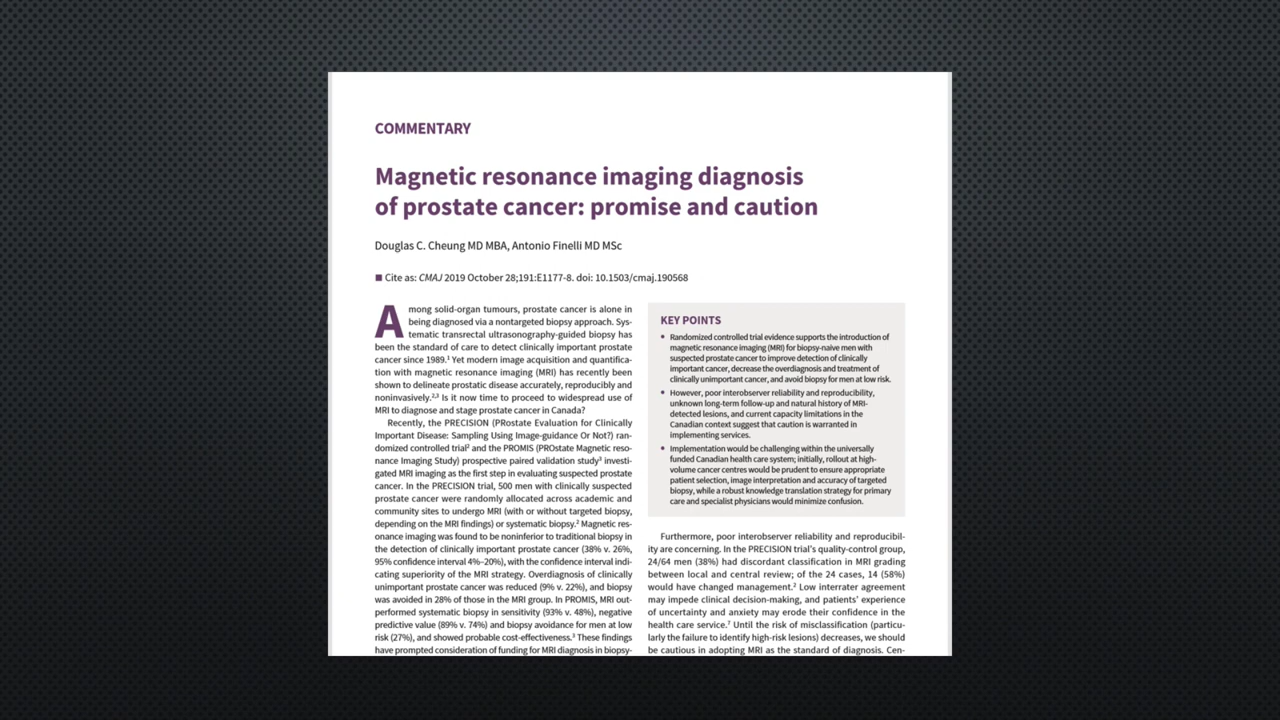 COMMENTARY
Magnetic resonance imaging diagnosis
of prostate cancer: promise and caution
Douglas C. Cheung MD MBA, Antonio Finelli MD MSc
■ Cite as: CMAJ 2019 October 28;191:E1177-8. doi: 10.1503/cmaj.190568
Among solid-organ tumours, prostate cancer is alone in
being diagnosed via a nontargeted biopsy approach. Sys-
tematic transrectal ultrasonography-guided biopsy has
been the standard of care to detect clinically important prostate
cancer since 1989.¹ Yet modern image acquisition and quantifica-
tion with magnetic resonance imaging (MRI) has recently been
shown to delineate prostatic disease accurately, reproducibly and
noninvasively.²,³ Is it now time to proceed to widespread use of
MRI to diagnose and stage prostate cancer in Canada?
Recently, the PRECISION (PRostate Evaluation for Clinically
Important Disease: Sampling Using Image-guidance Or Not?) ran-
domized controlled trial² and the PROMIS (PROstate Magnetic reso-
nance Imaging Study) prospective paired validation study³ investi-
gated MRI imaging as the first step in evaluating suspected prostate
cancer. In the PRECISION trial, 500 men with clinically suspected
prostate cancer were randomly allocated across academic and
community sites to undergo MRI (with or without targeted biopsy,
depending on the MRI findings) or systematic biopsy.² Magnetic res-
onance imaging was found to be noninferior to traditional biopsy in
the detection of clinically important prostate cancer (38% v. 26%,
95% confidence interval 4%–20%), with the confidence interval indi-
cating superiority of the MRI strategy. Overdiagnosis of clinically
unimportant prostate cancer was reduced (9% v. 22%), and biopsy
was avoided in 28% of those in the MRI group. In PROMIS, MRI out-
performed systematic biopsy in sensitivity (93% v. 48%), negative
predictive value (89% v. 74%) and biopsy avoidance for men at low
risk (27%), and showed probable cost-effectiveness.³ These findings
have prompted consideration of funding for MRI diagnosis in biopsy-
KEY POINTS
• Randomized controlled trial evidence supports the introduction of
magnetic resonance imaging (MRI) for biopsy-naive men with
suspected prostate cancer to improve detection of clinically
important cancer, decrease the overdiagnosis and treatment of
clinically unimportant cancer, and avoid biopsy for men at low risk.
• However, poor interobserver reliability and reproducibility,
unknown long-term follow-up and natural history of MRI-
detected lesions, and current capacity limitations in the
Canadian context suggest that caution is warranted in
implementing services.
• Implementation would be challenging within the universally
funded Canadian health care system; initially, rollout at high-
volume cancer centres would be prudent to ensure appropriate
patient selection, image interpretation and accuracy of targeted
biopsy, while a robust knowledge translation strategy for primary
care and specialist physicians would minimize confusion.
Furthermore, poor interobserver reliability and reproducibil-
ity are concerning. In the PRECISION trial's quality-control group,
24/64 men (38%) had discordant classification in MRI grading
between local and central review; of the 24 cases, 14 (58%)
would have changed management.² Low interrater agreement
may impede clinical decision-making, and patients' experience
of uncertainty and anxiety may erode their confidence in the
health care service.⁷ Until the risk of misclassification (particu-
larly the failure to identify high-risk lesions) decreases, we should
be cautious in adopting MRI as the standard of diagnosis. Cen-